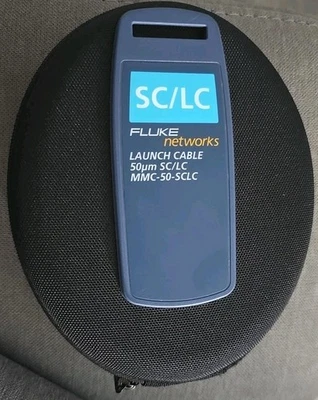 SC/LC
FLUKE
networks
LAUNCH CABLE
50µm SC/LC
MMC-50-SCLC